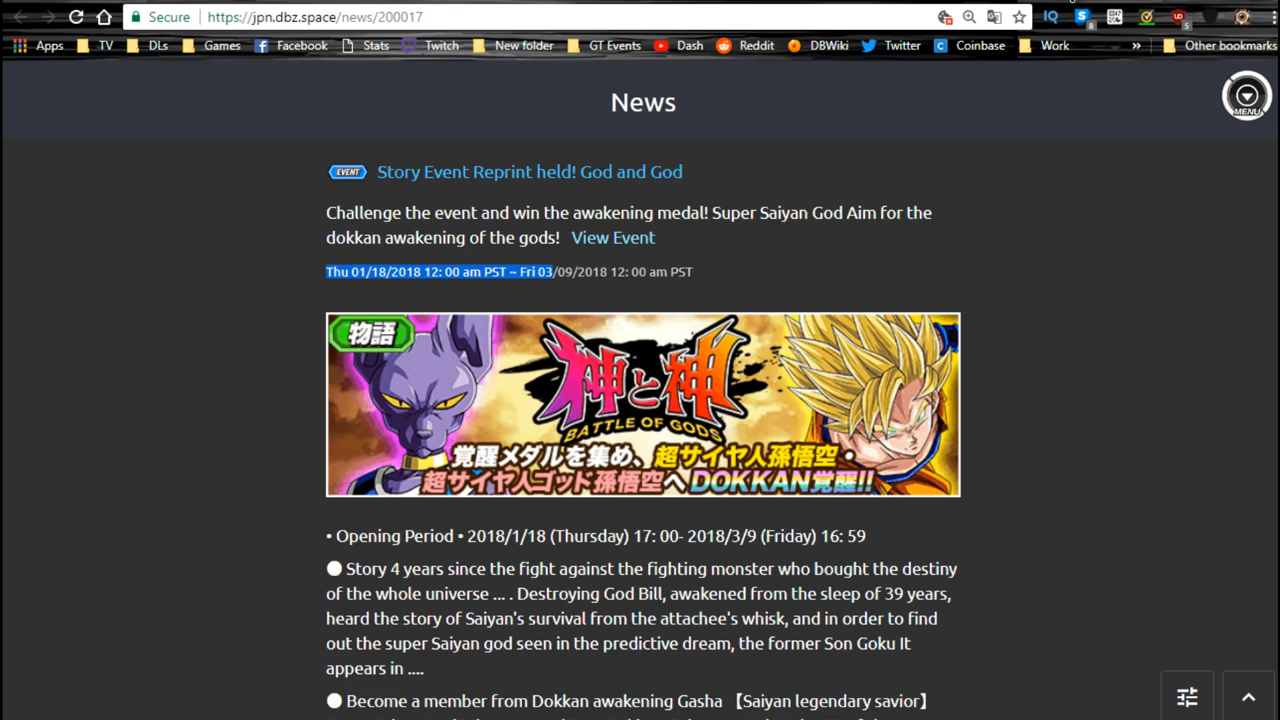 Secure https://jpn.dbz.space/news/200017
Apps TV DLs Games Facebook Stats Twitch New folder GT Events Dash Reddit DBWiki Twitter Coinbase Work » Other bookmarks
News
MENU
EVENT Story Event Reprint held! God and God
Challenge the event and win the awakening medal! Super Saiyan God Aim for the
dokkan awakening of the gods! View Event
Thu 01/18/2018 12: 00 am PST ~ Fri 03/09/2018 12: 00 am PST
物語
神と神
BATTLE OF GODS
覚醒メダルを集め、超サイヤ人孫悟空・
超サイヤ人ゴッド孫悟空へDOKKAN覚醒!!
• Opening Period • 2018/1/18 (Thursday) 17: 00- 2018/3/9 (Friday) 16: 59
● Story 4 years since the fight against the fighting monster who bought the destiny
of the whole universe ... . Destroying God Bill, awakened from the sleep of 39 years,
heard the story of Saiyan's survival from the attachee's whisk, and in order to find
out the super Saiyan god seen in the predictive dream, the former Son Goku It
appears in ....
● Become a member from Dokkan awakening Gasha 【Saiyan legendary savior】